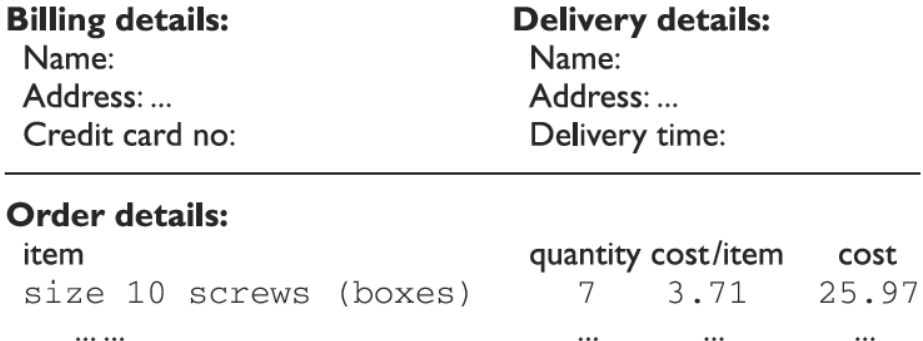 Billing details:
Name:
Address: ...
Credit card no:
Delivery details:
Name:
Address: ...
Delivery time:
Order details:
item quantity cost/item cost
size 10 screws (boxes) 7 3.71 25.97
... ... ... ... ...